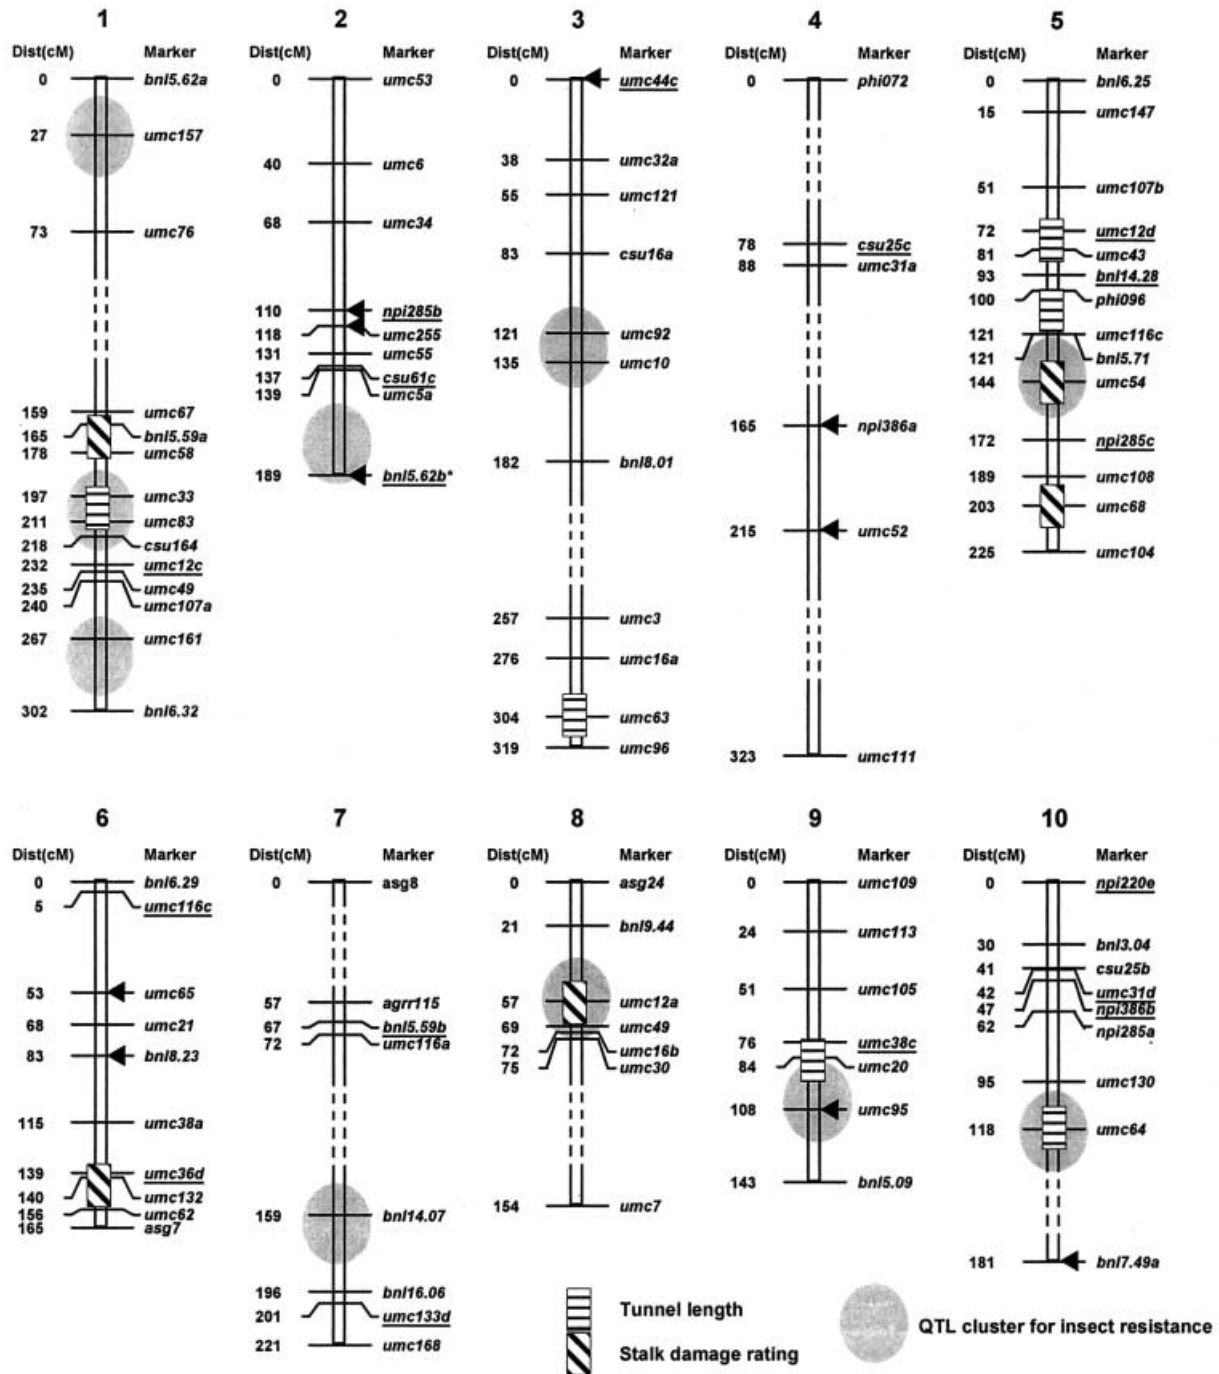 1
Dist(cM) Marker
0 bnl5.62a
27 umc157
73 umc76
159 umc67
165 bnl5.59a
178 umc58
197 umc33
211 umc83
218 csu164
232 umc12c
235 umc49
240 umc107a
267 umc161
302 bnl6.32
2
Dist(cM) Marker
0 umc53
40 umc6
68 umc34
110 npi285b
118 umc255
131 umc55
137 csu61c
139 umc5a
189 bnl5.62b*
3
Dist(cM) Marker
0 umc44c
38 umc32a
55 umc121
83 csu16a
121 umc92
135 umc10
182 bnl8.01
257 umc3
276 umc16a
304 umc63
319 umc96
4
Dist(cM) Marker
0 phi072
78 csu25c
88 umc31a
165 npi386a
215 umc52
323 umc111
5
Dist(cM) Marker
0 bnl6.25
15 umc147
51 umc107b
72 umc12d
81 umc43
93 bnl14.28
100 phi096
121 umc116c
121 bnl5.71
144 umc54
172 npi285c
189 umc108
203 umc68
225 umc104
6
Dist(cM) Marker
0 bnl6.29
5 umc116c
53 umc65
68 umc21
83 bnl8.23
115 umc38a
139 umc36d
140 umc132
156 umc62
165 asg7
7
Dist(cM) Marker
0 asg8
57 agrr115
67 bnl5.59b
72 umc116a
159 bnl14.07
196 bnl16.06
201 umc133d
221 umc168
8
Dist(cM) Marker
0 asg24
21 bnl9.44
57 umc12a
69 umc49
72 umc16b
75 umc30
154 umc7
9
Dist(cM) Marker
0 umc109
24 umc113
51 umc105
76 umc38c
84 umc20
108 umc95
143 bnl5.09
10
Dist(cM) Marker
0 npi220e
30 bnl3.04
41 csu25b
42 umc31d
47 npi386b
62 npi285a
95 umc130
118 umc64
181 bnl7.49a
Tunnel length
Stalk damage rating
QTL cluster for insect resistance